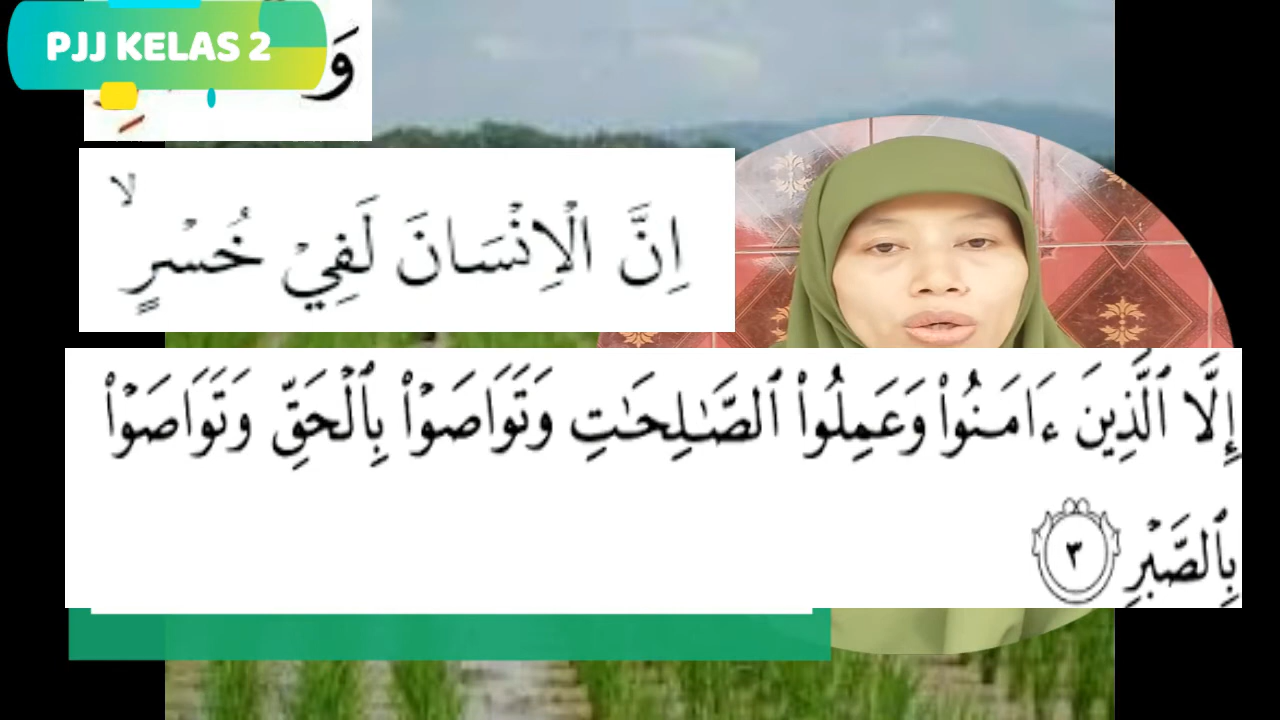 PJJ KELAS 2
اِنَّ الْاِنْسَانَ لَفِيْ خُسْرٍۙ
إِلَّا ٱلَّذِينَ ءَامَنُوا۟ وَعَمِلُوا۟ ٱلصَّـٰلِحَـٰتِ وَتَوَاصَوْا۟ بِٱلْحَقِّ وَتَوَاصَوْا۟
بِٱلصَّبْرِ ٣